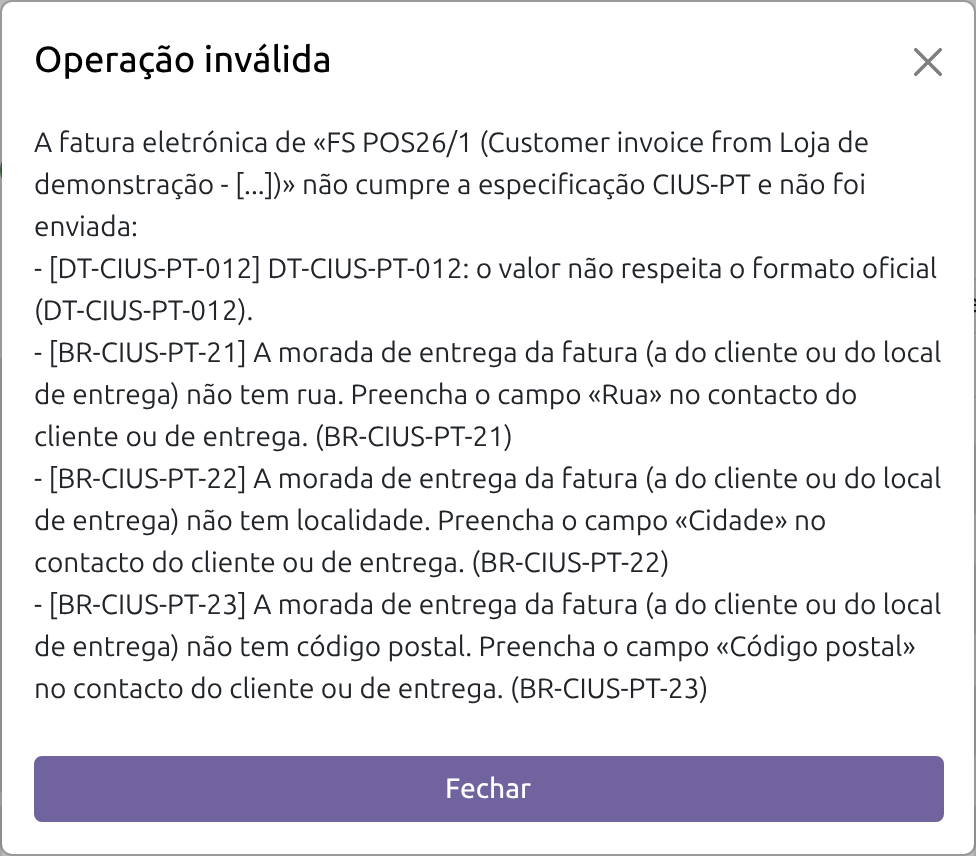 Operação inválida
A fatura eletrónica de «FS POS26/1 (Customer invoice from Loja de
demonstração - [...])» não cumpre a especificação CIUS-PT e não foi
enviada:
- [DT-CIUS-PT-012] DT-CIUS-PT-012: o valor não respeita o formato oficial
(DT-CIUS-PT-012).
- [BR-CIUS-PT-21] A morada de entrega da fatura (a do cliente ou do local
de entrega) não tem rua. Preencha o campo «Rua» no contacto do
cliente ou de entrega. (BR-CIUS-PT-21)
- [BR-CIUS-PT-22] A morada de entrega da fatura (a do cliente ou do local
de entrega) não tem localidade. Preencha o campo «Cidade» no
contacto do cliente ou de entrega. (BR-CIUS-PT-22)
- [BR-CIUS-PT-23] A morada de entrega da fatura (a do cliente ou do local
de entrega) não tem código postal. Preencha o campo «Código postal»
no contacto do cliente ou de entrega. (BR-CIUS-PT-23)
Fechar